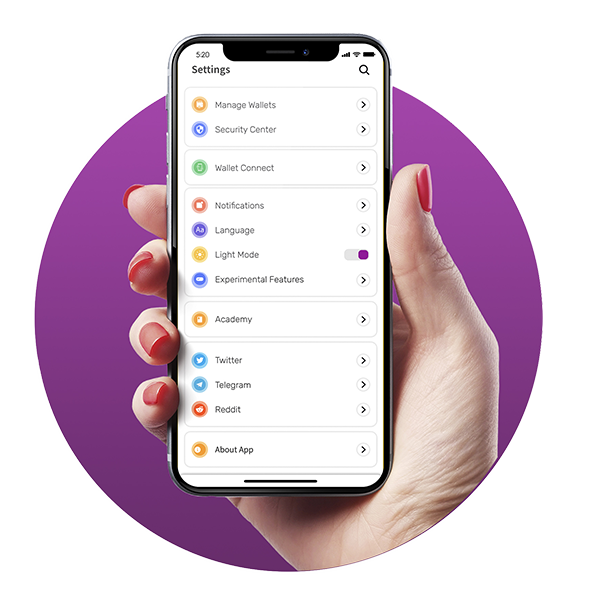 5:20
Settings
Manage Wallets
Security Center
Wallet Connect
Notifications
Aa Language
Light Mode
Experimental Features
Academy
Twitter
Telegram
Reddit
About App